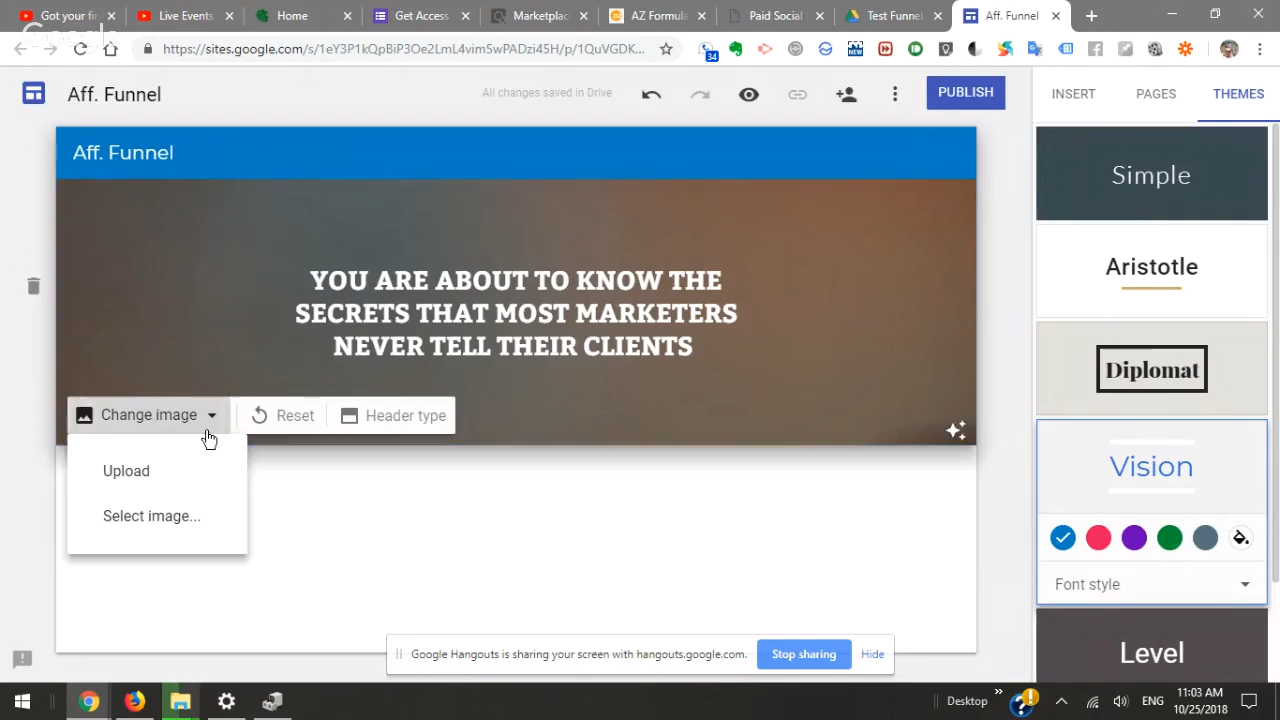 Got your fi
Live Events
Home
Get Access
Marketplac
AZ Formula
Paid Social
Test Funnel
Aff. Funnel
Google
https://sites.google.com/s/1eY3P1kQpBiP3Oe2LmL4vim5wPADzi45H/p/1QuVGDK...
NEW
34
Aff. Funnel
All changes saved in Drive
PUBLISH
INSERT
PAGES
THEMES
Aff. Funnel
Simple
YOU ARE ABOUT TO KNOW THE
SECRETS THAT MOST MARKETERS
NEVER TELL THEIR CLIENTS
Aristotle
Diplomat
Change image
Reset
Header type
Upload
Select image...
Vision
Font style
Level
Google Hangouts is sharing your screen with hangouts.google.com.
Stop sharing
Hide
Desktop
ENG
11:03 AM
10/25/2018